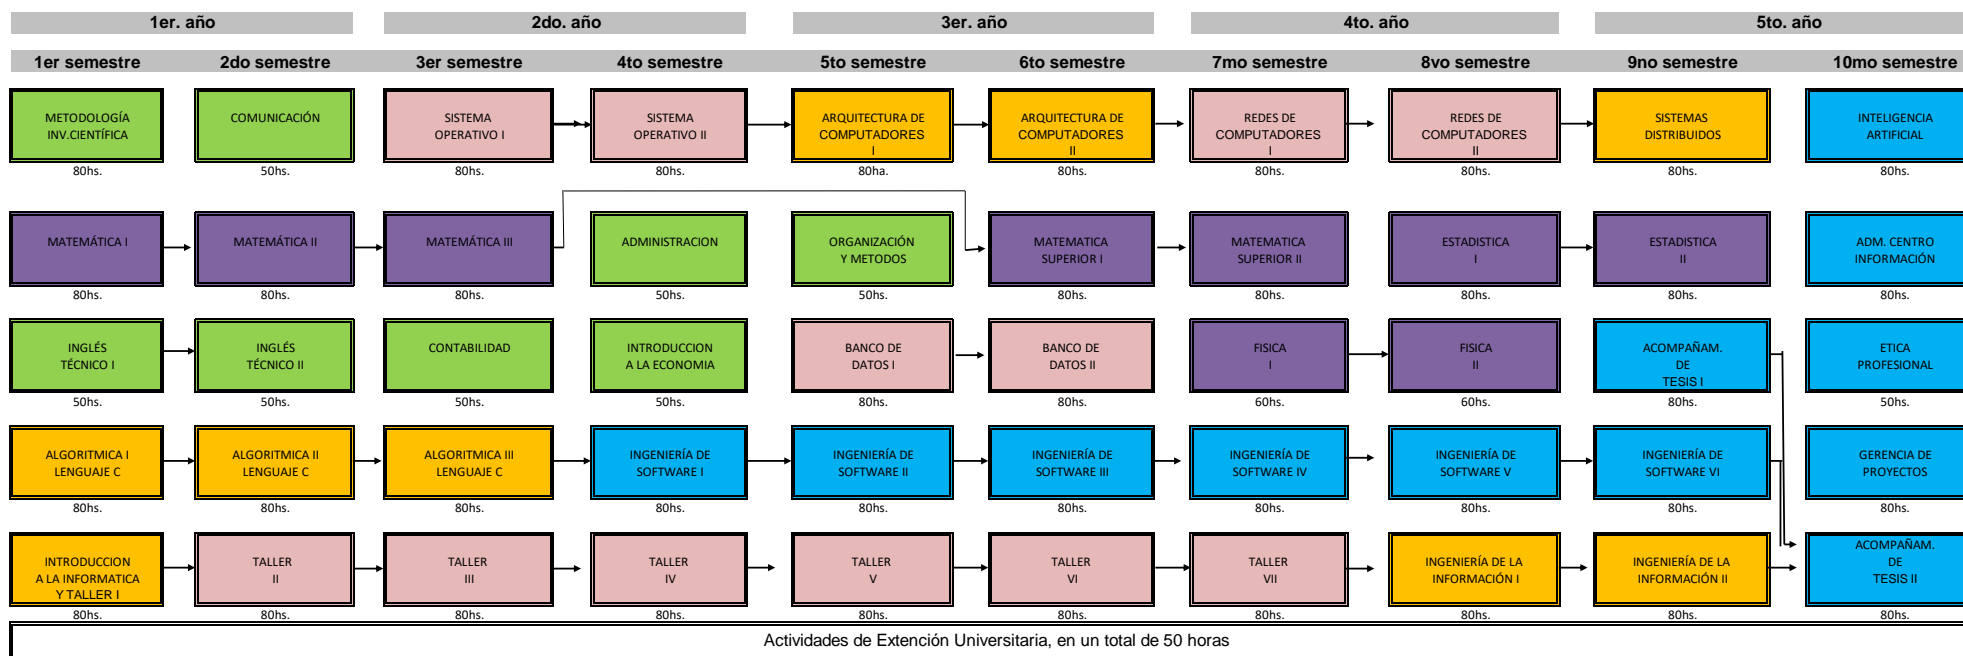 1er. año 2do. año 3er. año 4to. año 5to. año
1er semestre 2do semestre 3er semestre 4to semestre 5to semestre 6to semestre 7mo semestre 8vo semestre 9no semestre 10mo semestre
METODOLOGÍA COMUNICACIÓN SISTEMA SISTEMA ARQUITECTURA DE ARQUITECTURA DE REDES DE REDES DE SISTEMAS INTELIGENCIA
INV.CIENTÍFICA OPERATIVO I OPERATIVO II COMPUTADORES COMPUTADORES COMPUTADORES COMPUTADORES DISTRIBUIDOS ARTIFICIAL
I II I II
80hs. 50hs. 80hs. 80hs. 80ha. 80hs. 80hs. 80hs. 80hs. 80hs.
MATEMÁTICA I MATEMÁTICA II MATEMÁTICA III ADMINISTRACION ORGANIZACIÓN MATEMATICA MATEMATICA ESTADISTICA ESTADISTICA ADM. CENTRO
Y METODOS SUPERIOR I SUPERIOR II I II INFORMACIÓN
80hs. 80hs. 80hs. 50hs. 50hs. 80hs. 80hs. 80hs. 80hs. 80hs.
INGLÉS INGLÉS CONTABILIDAD INTRODUCCION BANCO DE BANCO DE FISICA FISICA ACOMPAÑAM. ETICA
TÉCNICO I TÉCNICO II A LA ECONOMIA DATOS I DATOS II I II DE PROFESIONAL
TESIS I
50hs. 50hs. 50hs. 50hs. 80hs. 80hs. 60hs. 60hs. 80hs. 50hs.
ALGORITMICA I ALGORITMICA II ALGORITMICA III INGENIERÍA DE INGENIERÍA DE INGENIERÍA DE INGENIERÍA DE INGENIERÍA DE INGENIERÍA DE GERENCIA DE
LENGUAJE C LENGUAJE C LENGUAJE C SOFTWARE I SOFTWARE II SOFTWARE III SOFTWARE IV SOFTWARE V SOFTWARE VI PROYECTOS
80hs. 80hs. 80hs. 80hs. 80hs. 80hs. 80hs. 80hs. 80hs. 80hs.
INTRODUCCION TALLER TALLER TALLER TALLER TALLER TALLER INGENIERÍA DE LA INGENIERÍA DE LA ACOMPAÑAM.
A LA INFORMATICA II III IV V VI VII INFORMACIÓN I INFORMACIÓN II DE
Y TALLER I TESIS II
80hs. 80hs. 80hs. 80hs. 80hs. 80hs. 80hs. 80hs. 80hs. 80hs.
Actividades de Extención Universitaria, en un total de 50 horas